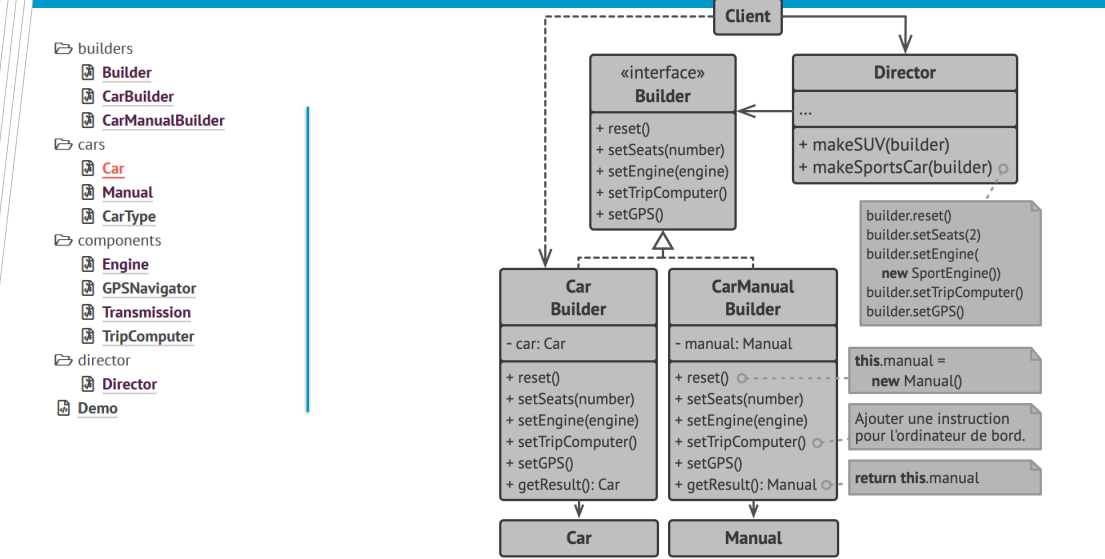 builders
Builder
CarBuilder
CarManualBuilder
cars
Car
Manual
CarType
components
Engine
GPSNavigator
Transmission
TripComputer
director
Director
Demo
Client
«interface»
Builder
+ reset()
+ setSeats(number)
+ setEngine(engine)
+ setTripComputer()
+ setGPS()
Director
...
+ makeSUV(builder)
+ makeSportsCar(builder)
builder.reset()
builder.setSeats(2)
builder.setEngine(
new SportEngine())
builder.setTripComputer()
builder.setGPS()
Car
Builder
- car: Car
+ reset()
+ setSeats(number)
+ setEngine(engine)
+ setTripComputer()
+ setGPS()
+ getResult(): Car
CarManual
Builder
- manual: Manual
+ reset()
+ setSeats(number)
+ setEngine(engine)
+ setTripComputer()
+ setGPS()
+ getResult(): Manual
this.manual =
new Manual()
Ajouter une instruction
pour l'ordinateur de bord.
return this.manual
Car
Manual